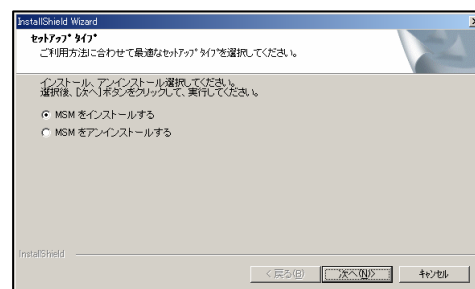 InstallShield Wizard
セットアップ タイプ
ご利用方法に合わせて最適なセットアップ タイプを選択してください。
インストール、アンインストール選択してください。
選択後、[次へ]ボタンをクリックして、実行してください。
MSM をインストールする
MSM をアンインストールする
InstallShield
< 戻る(B)
次へ(N)>
キャンセル